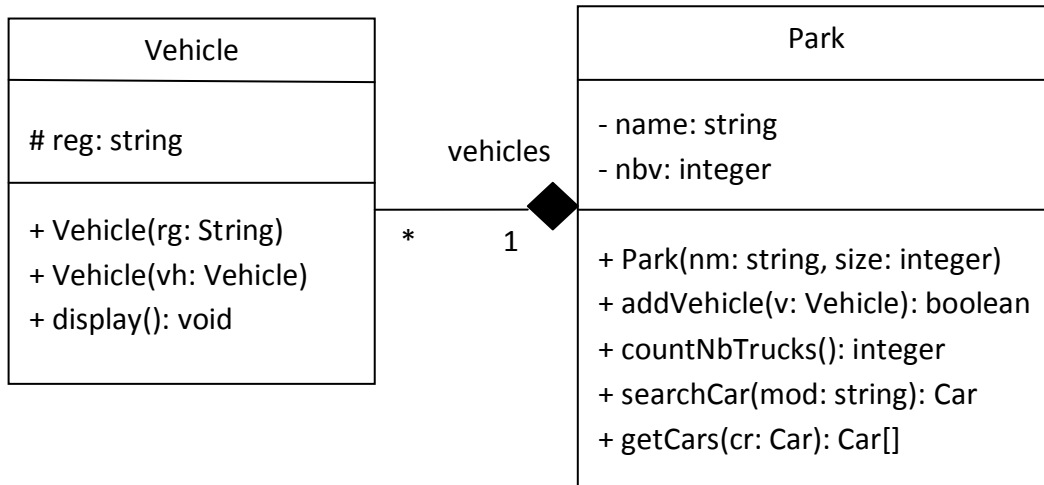 Vehicle
# reg: string
+ Vehicle(rg: String)
+ Vehicle(vh: Vehicle)
+ display(): void
vehicles
*
1
Park
- name: string
- nbv: integer
+ Park(nm: string, size: integer)
+ addVehicle(v: Vehicle): boolean
+ countNbTrucks(): integer
+ searchCar(mod: string): Car
+ getCars(cr: Car): Car[]